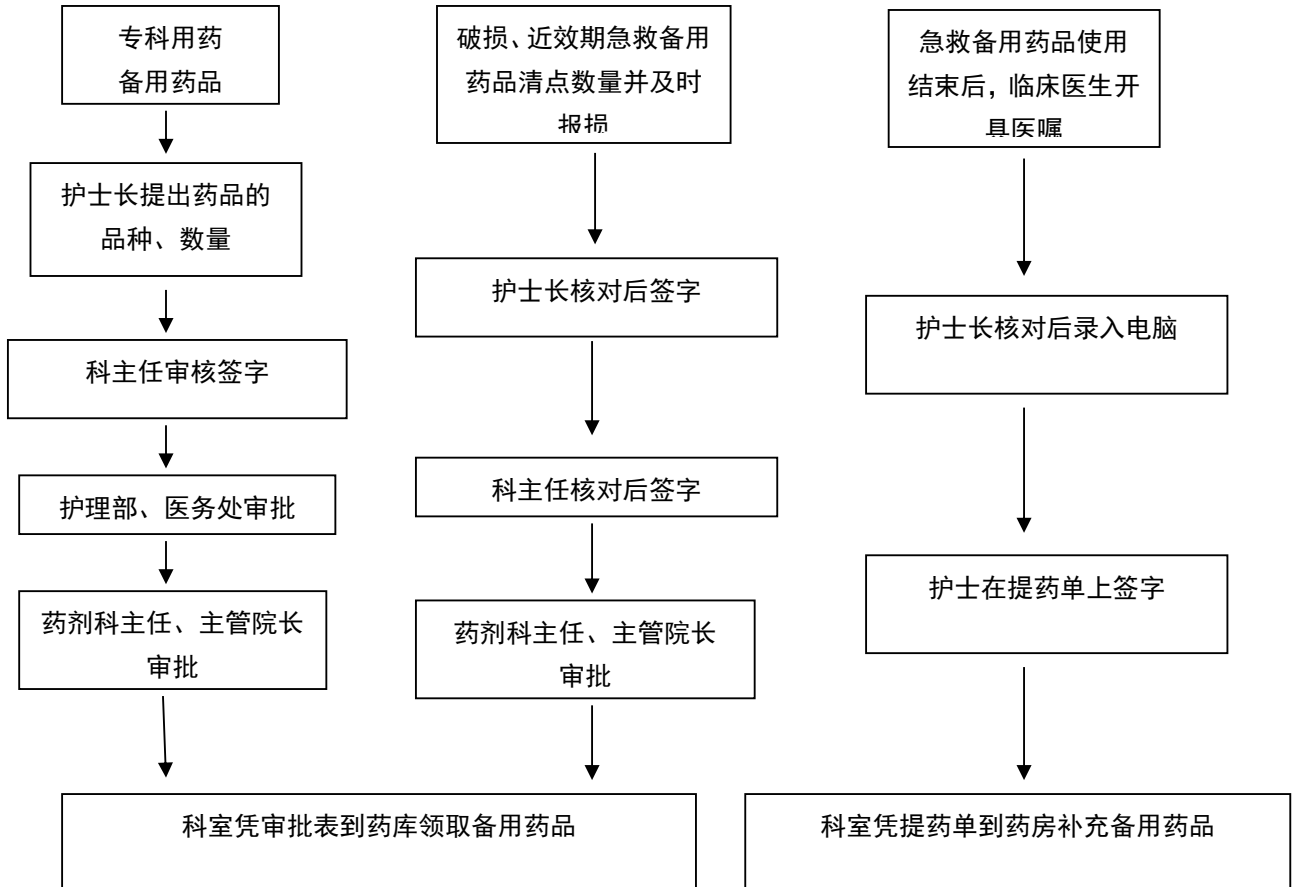 专科用药
备用药品
护士长提出药品的
品种、数量
科主任审核签字
护理部、医务处审批
药剂科主任、主管院长
审批
破损、近效期急救备用
药品清点数量并及时
报损
护士长核对后签字
科主任核对后签字
药剂科主任、主管院长
审批
科室凭审批表到药库领取备用药品
急救备用药品使用
结束后，临床医生开
具医嘱
护士长核对后录入电脑
护士在提药单上签字
科室凭提药单到药房补充备用药品